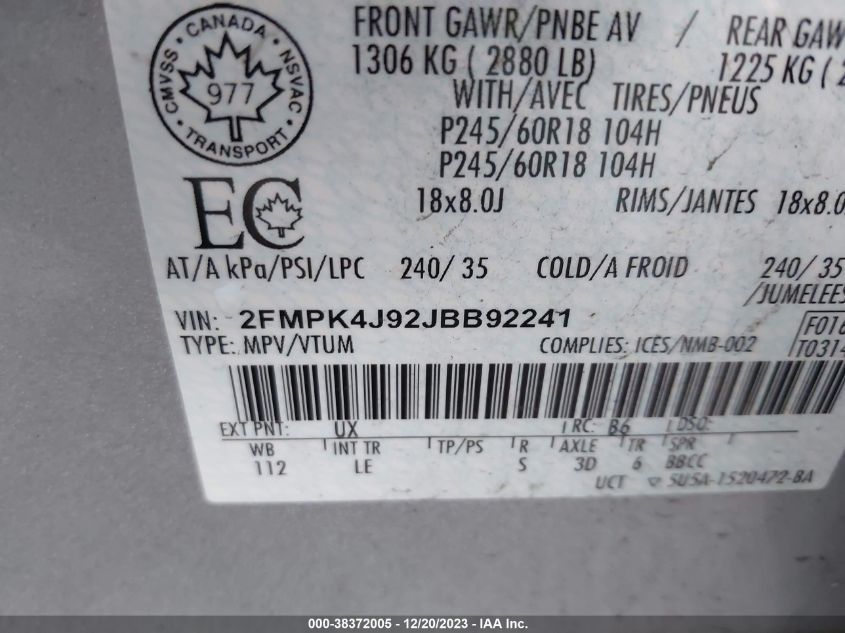 CANADA
CMVSS
NSVAC
977
TRANSPORT
FRONT GAWR/PNBE AV / REAR GAW
1306 KG ( 2880 LB) 1225 KG ( 2
WITH/AVEC TIRES/PNEUS
P245/60R18 104H
P245/60R18 104H
18x8.0J RIMS/JANTES 18x8.0
EC
AT/A kPa/PSI/LPC 240/ 35 COLD/A FROID 240/ 35
/JUMELEES
VIN: 2FMPK4J92JBB92241 F016
TYPE: MPV/VTUM COMPLIES: ICES/NMB-002 T0314
EXT PNT: UX RC: B6 DSO:
WB INT TR TP/PS R AXLE TR SPR
112 LE S 3D 6 BBCC
UCT SU5A-1520472-BA
000-38372005 - 12/20/2023 - IAA Inc.